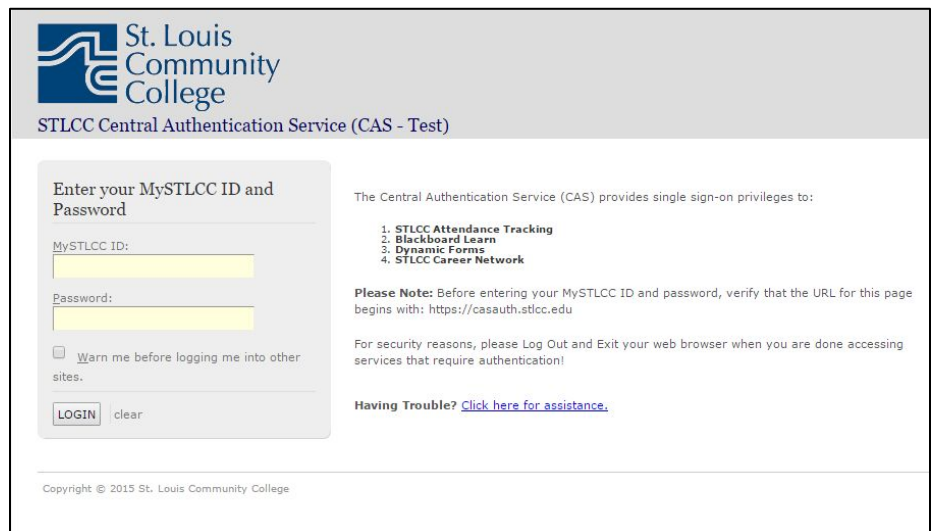 St. Louis
Community
College
STLCC Central Authentication Service (CAS - Test)
Enter your MySTLCC ID and
Password
MySTLCC ID:
Password:
Warn me before logging me into other
sites.
LOGIN clear
The Central Authentication Service (CAS) provides single sign-on privileges to:
1. STLCC Attendance Tracking
2. Blackboard Learn
3. Dynamic Forms
4. STLCC Career Network
Please Note: Before entering your MySTLCC ID and password, verify that the URL for this page
begins with: https://casauth.stlcc.edu
For security reasons, please Log Out and Exit your web browser when you are done accessing
services that require authentication!
Having Trouble? Click here for assistance.
Copyright © 2015 St. Louis Community College